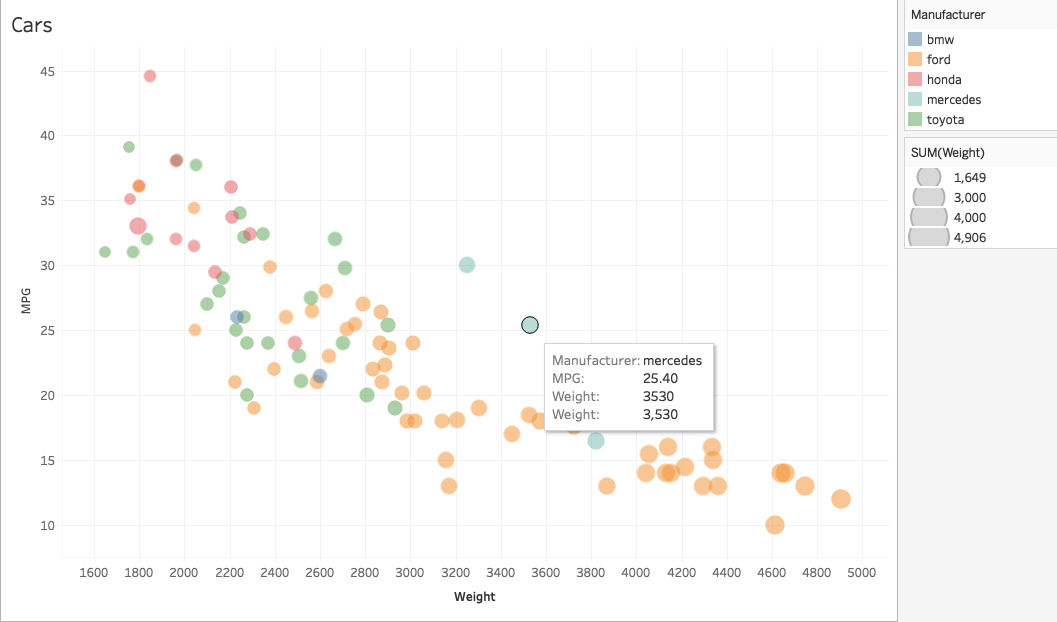 Cars
Manufacturer
bmw
ford
honda
mercedes
toyota
SUM(Weight)
1,649
3,000
4,000
4,906
MPG
45
40
35
30
25
20
15
10
Manufacturer: mercedes
MPG: 25.40
Weight: 3530
Weight: 3,530
1600 1800 2000 2200 2400 2600 2800 3000 3200 3400 3600 3800 4000 4200 4400 4600 4800 5000
Weight